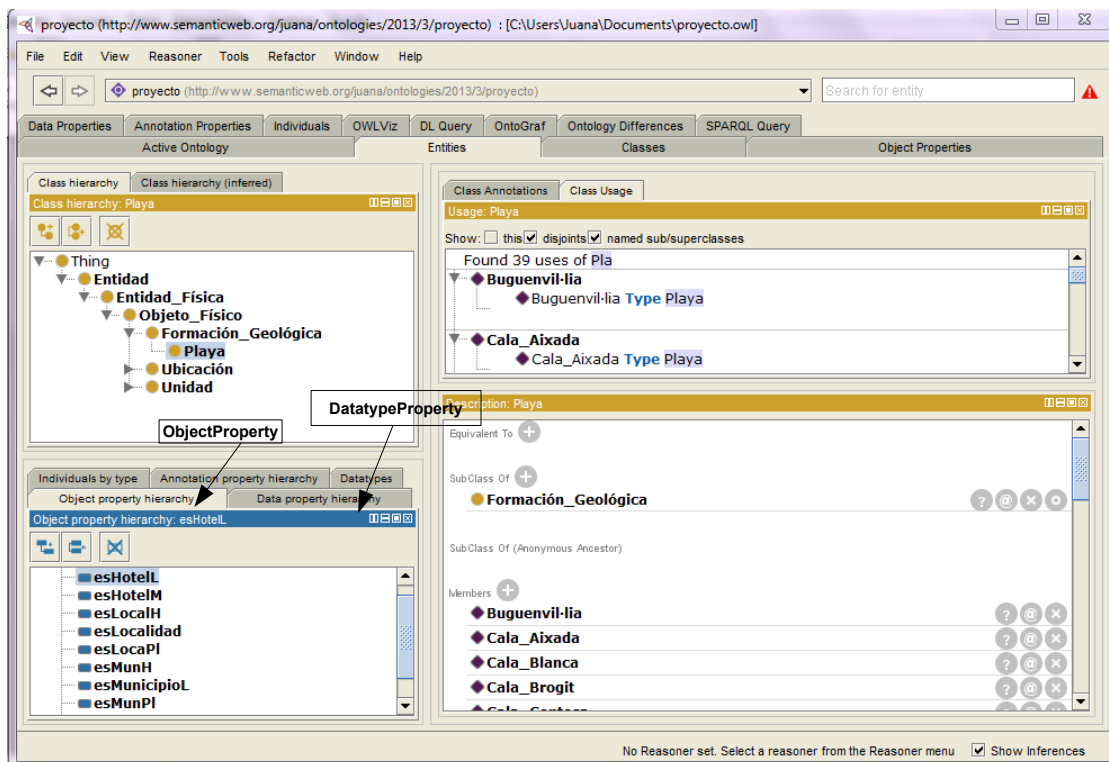 proyecto (http://www.semanticweb.org/juana/ontologies/2013/3/proyecto) : [C:\Users\Juana\Documents\proyecto.owl]
File Edit View Reasoner Tools Refactor Window Help
proyecto (http://www.semanticweb.org/juana/ontologies/2013/3/proyecto)
Search for entity
Data Properties Annotation Properties Individuals OWLViz DL Query OntoGraf Ontology Differences SPARQL Query
Active Ontology Entities Classes Object Properties
Class hierarchy Class hierarchy (inferred)
Class hierarchy: Playa
Thing
Entidad
Entidad_Física
Objeto_Físico
Formación_Geológica
Playa
Ubicación
Unidad
DatatypeProperty
ObjectProperty
Individuals by type Annotation property hierarchy Datatypes
Object property hierarchy Data property hierarchy
Object property hierarchy: esHotelL
esHotelL
esHotelM
esLocalH
esLocalidad
esLocaPl
esMunH
esMunicipioL
esMunPl
Class Annotations Class Usage
Usage: Playa
Show: this disjoints named sub/superclasses
Found 39 uses of Pla
Buguenvil·lia
Buguenvil·lia Type Playa
Cala_Aixada
Cala_Aixada Type Playa
Description: Playa
Equivalent To
SubClass Of
Formación_Geológica
SubClass Of (Anonymous Ancestor)
Members
Buguenvil·lia
Cala_Aixada
Cala_Blanca
Cala_Brogit
No Reasoner set. Select a reasoner from the Reasoner menu Show Inferences